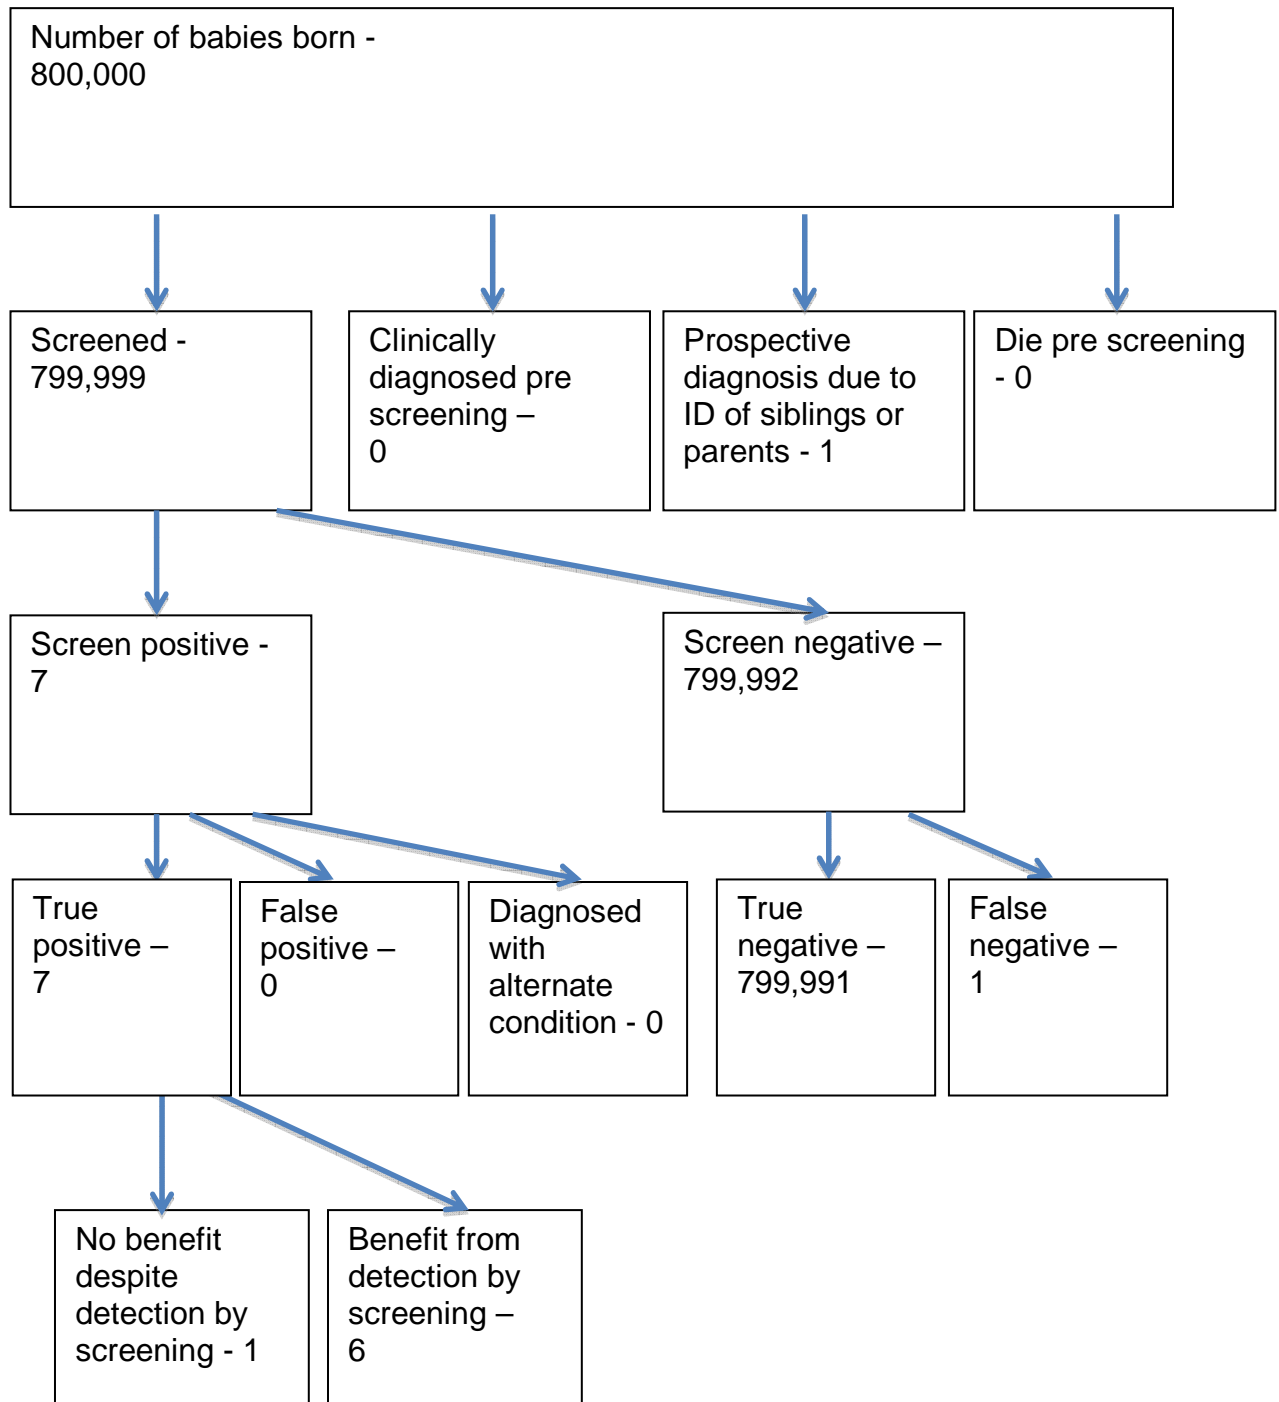 Number of babies born -
800,000
Screened -
799,999
Clinically
diagnosed pre
screening –
0
Prospective
diagnosis due to
ID of siblings or
parents - 1
Die pre screening
- 0
Screen positive -
7
Screen negative –
799,992
True
positive –
7
False
positive –
0
Diagnosed
with
alternate
condition - 0
True
negative –
799,991
False
negative –
1
No benefit
despite
detection by
screening - 1
Benefit from
detection by
screening –
6